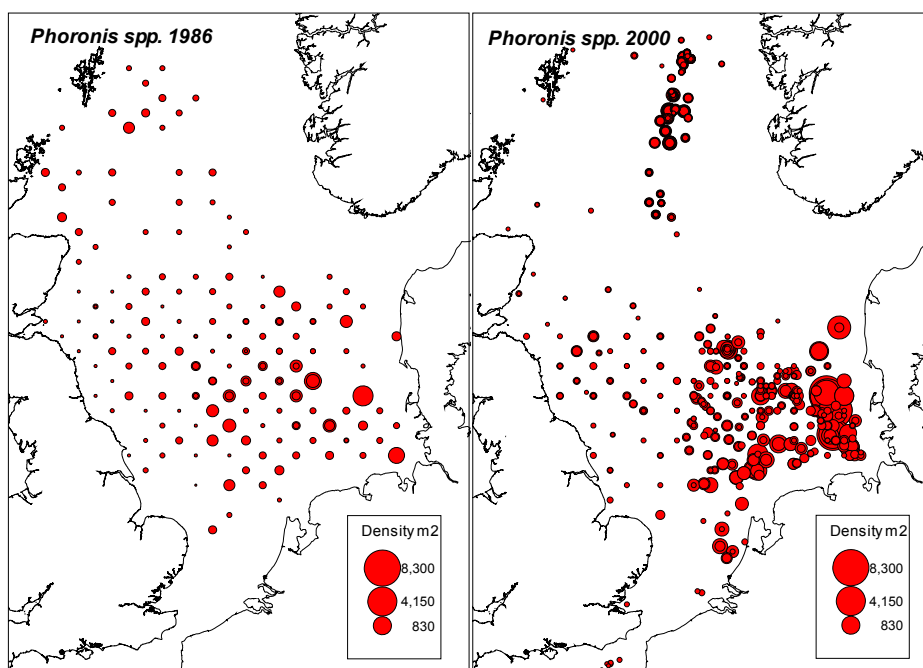 Phoronis spp. 1986
Density m2
8,300
4,150
830
Phoronis spp. 2000
Density m2
8,300
4,150
830